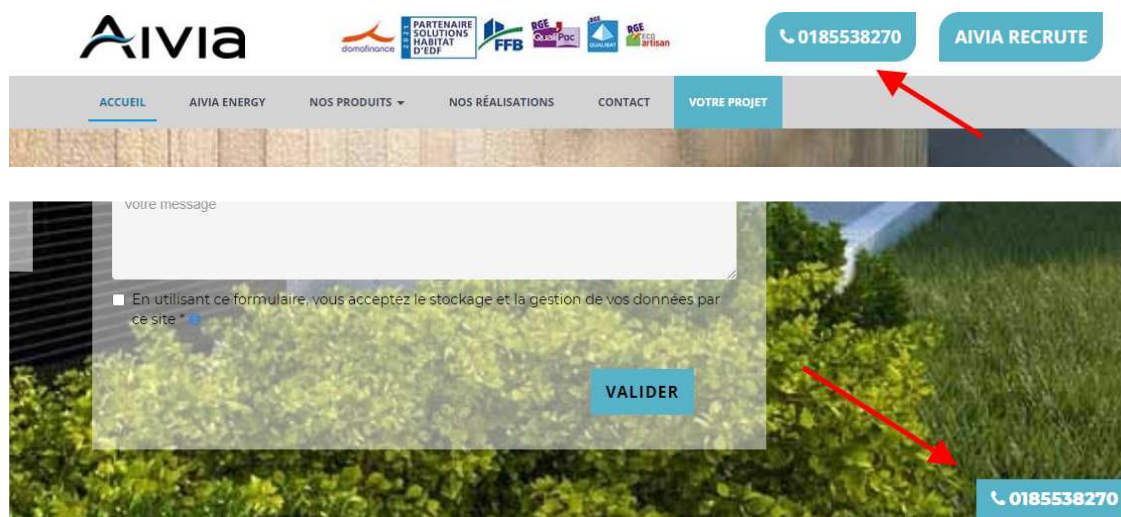 AIVIA
domofinance
2021
PARTENAIRE
SOLUTIONS
HABITAT
D'EDF
FFB
RGE
QualiPac
RGE
QUALIBAT
RGE
ECO
artisan
0185538270
AIVIA RECRUTE
ACCUEIL
AIVIA ENERGY
NOS PRODUITS
NOS RÉALISATIONS
CONTACT
VOTRE PROJET
Votre message
En utilisant ce formulaire, vous acceptez le stockage et la gestion de vos données par
ce site *
VALIDER
0185538270